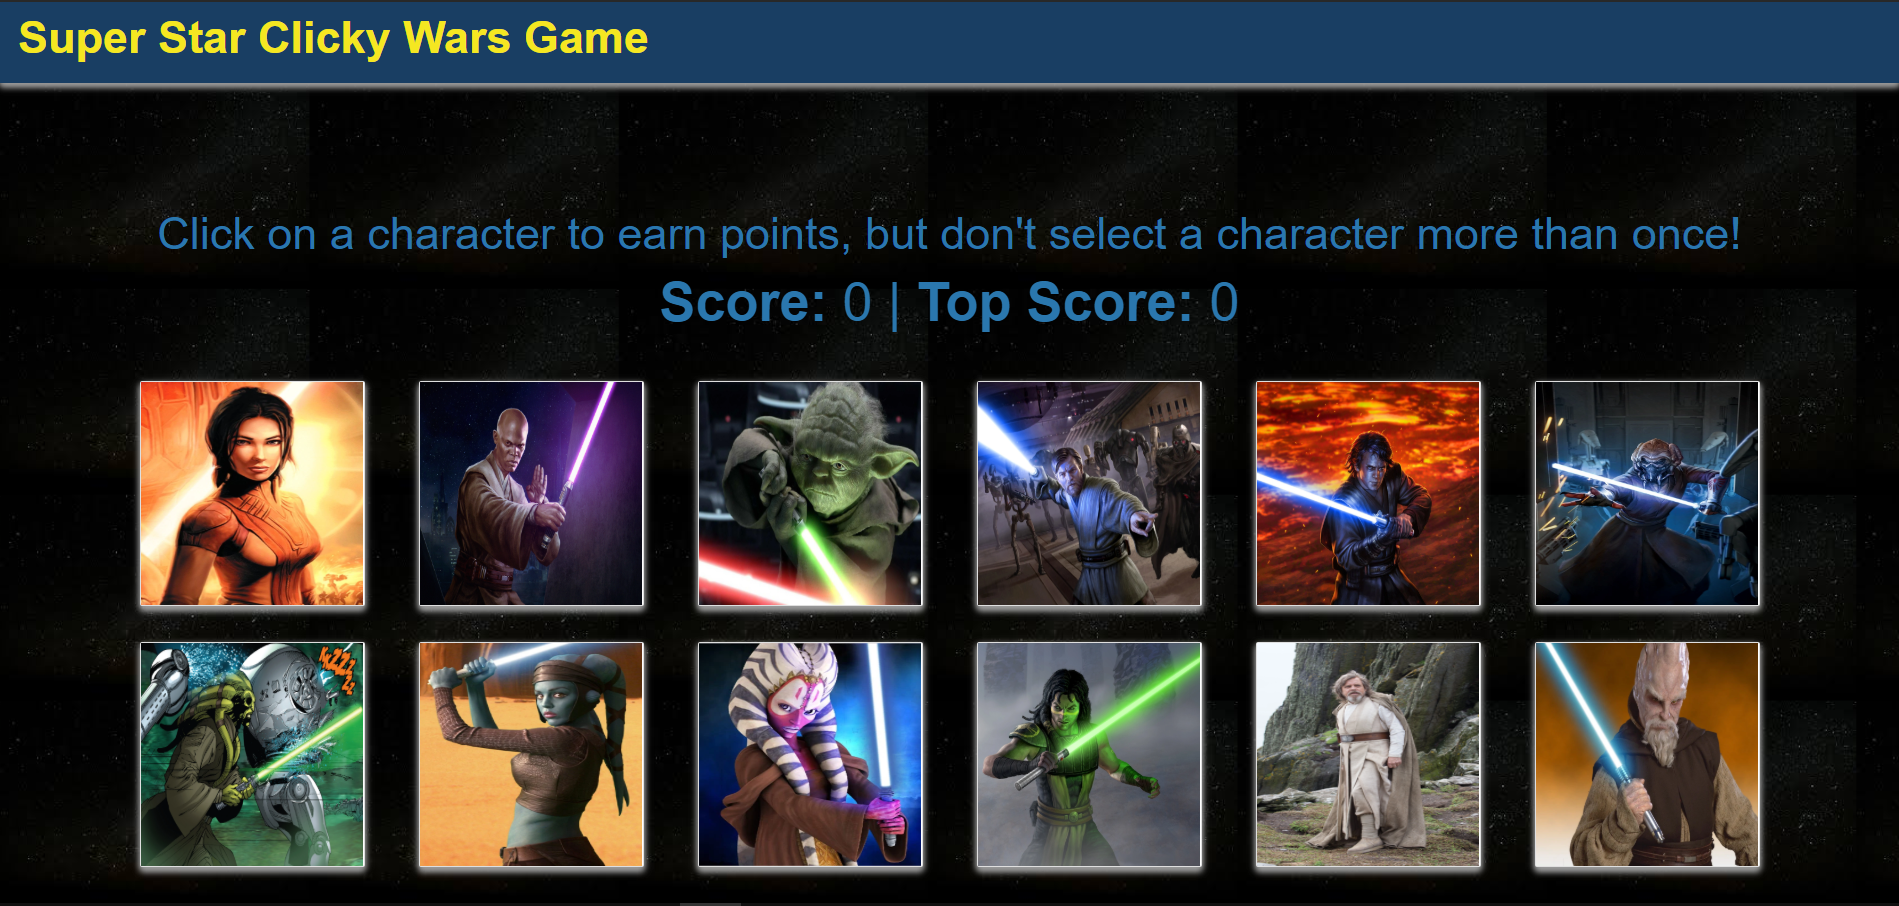 Super Star Clicky Wars Game
Click on a character to earn points, but don't select a character more than once!
Score: 0 | Top Score: 0